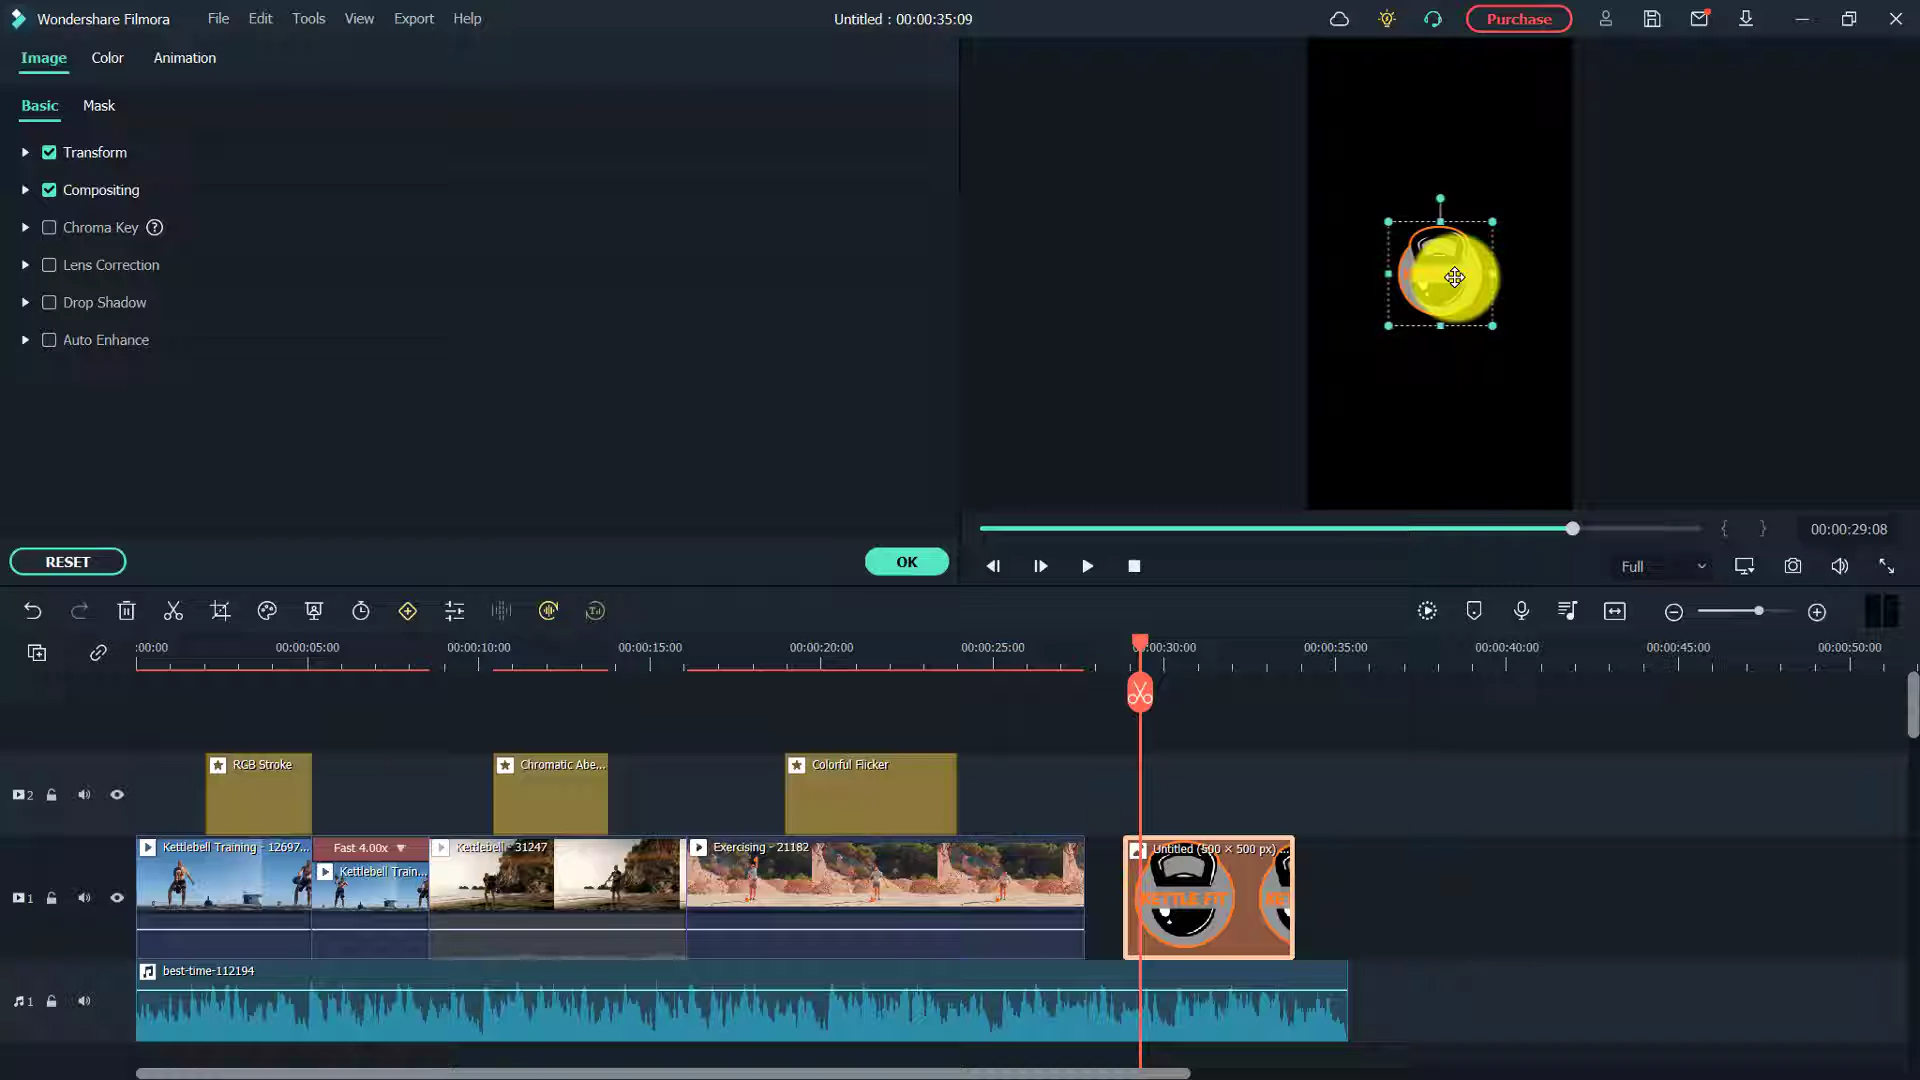 Wondershare Filmora File Edit Tools View Export Help Untitled : 00:00:35:09 Purchase
Image Color Animation
Basic Mask
Transform
Compositing
Chroma Key ?
Lens Correction
Drop Shadow
Auto Enhance
RESET OK
{ } 00:00:29:08
Full
:00:00 00:00:05:00 00:00:10:00 00:00:15:00 00:00:20:00 00:00:25:00 00:00:30:00 00:00:35:00 00:00:40:00 00:00:45:00 00:00:50:00
RGB Stroke Chromatic Abe... Colorful Flicker
2
Kettlebell Training - 12697... Fast 4.00x Kettlebell - 31247 Exercising - 21182 Untitled (500 × 500 px) ...
Kettlebell Train...
1 KETTLE FIT
best-time-112194
1